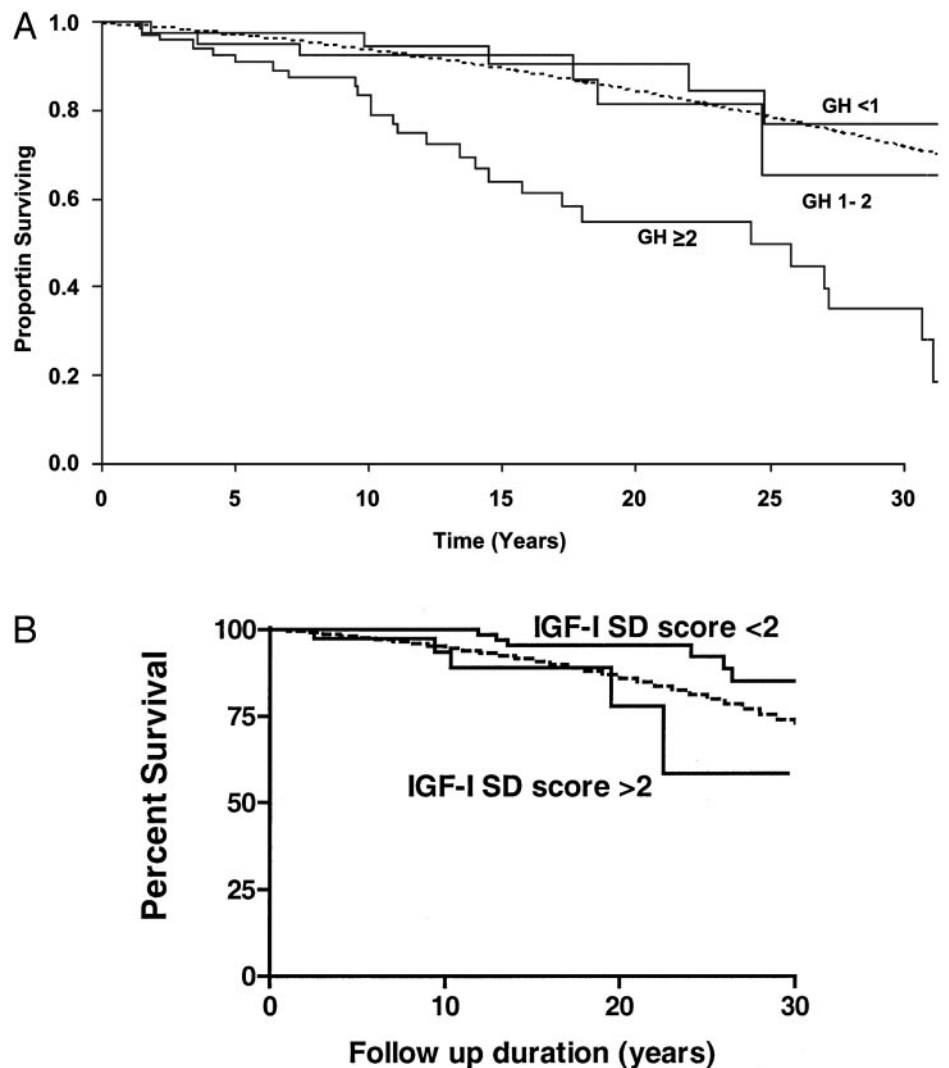 A
1.0
0.8
0.6
0.4
0.2
0.0
Proportin Surviving
GH <1
GH 1- 2
GH ≥2
0 5 10 15 20 25 30
Time (Years)
B
100
75
50
25
0
Percent Survival
IGF-I SD score <2
IGF-I SD score >2
0 10 20 30
Follow up duration (years)